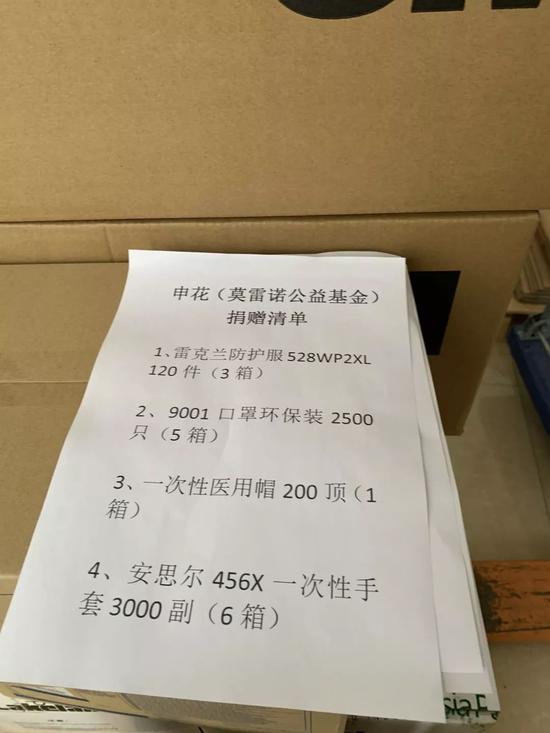 申花（莫雷诺公益基金）
捐赠清单
1、雷克兰防护服 528WP2XL
120 件（3 箱）
2、9001 口罩环保装 2500
只（5 箱）
3、一次性医用帽 200 顶（1
箱）
4、安思尔 456X 一次性手
套 3000 副（6 箱）